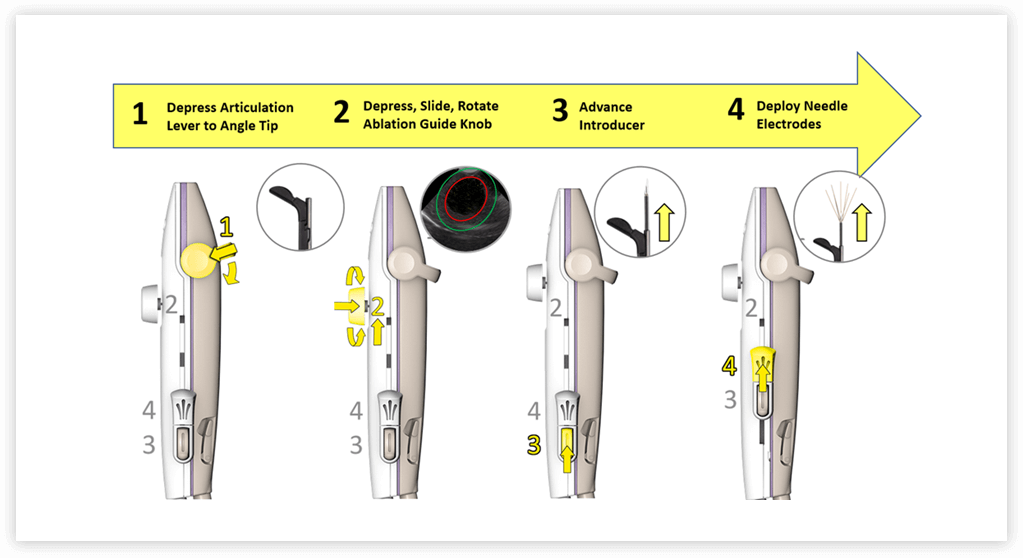 1 Depress Articulation
Lever to Angle Tip
2 Depress, Slide, Rotate
Ablation Guide Knob
3 Advance
Introducer
4 Deploy Needle
Electrodes
1
2
4
3
2
4
3
2
4
3
2
4
3